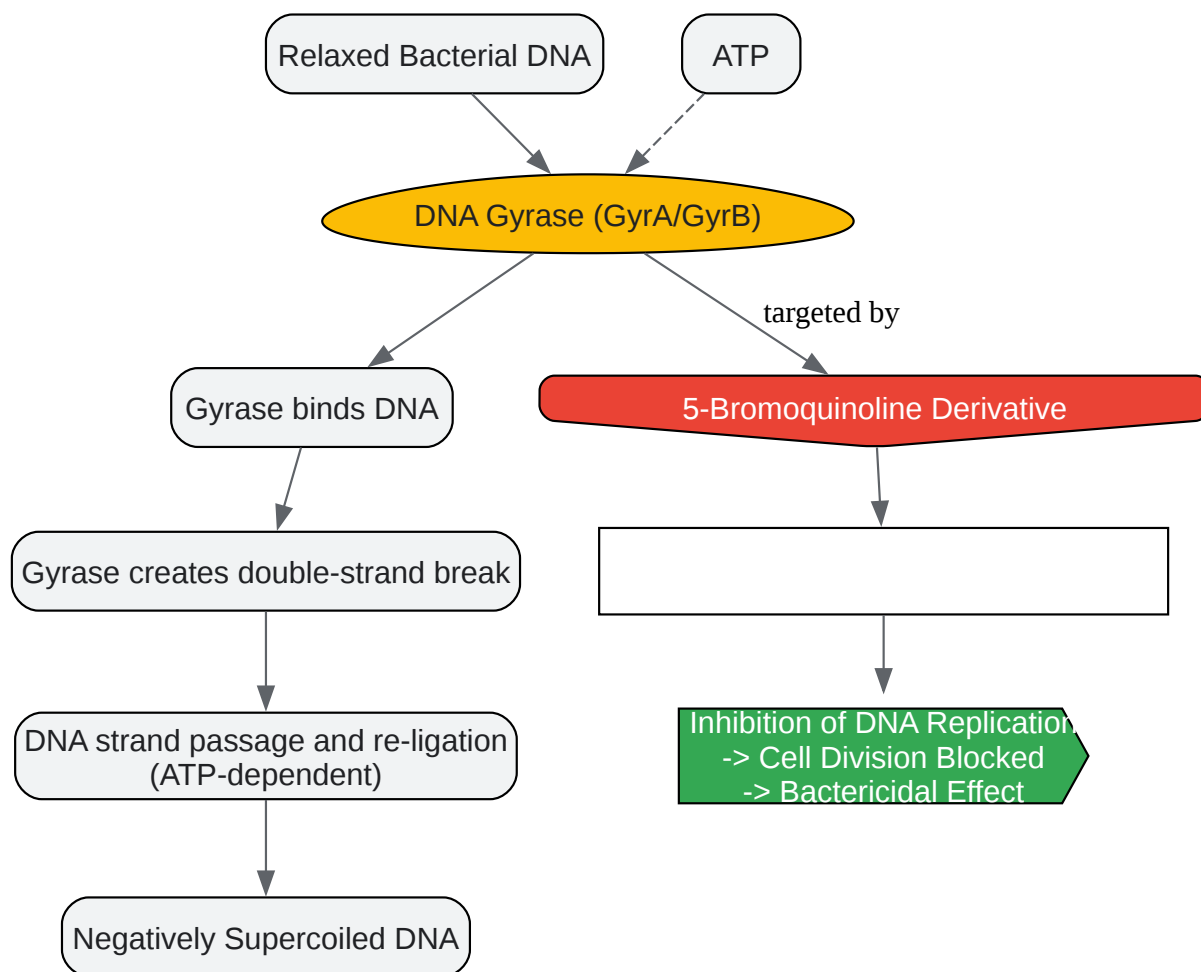 Relaxed Bacterial DNA
ATP
DNA Gyrase (GyrA/GyrB)
targeted by
Gyrase binds DNA
5-Bromoquinoline Derivative
Gyrase creates double-strand break
DNA strand passage and re-ligation
(ATP-dependent)
Inhibition of DNA Replication
-> Cell Division Blocked
-> Bactericidal Effect
Negatively Supercoiled DNA